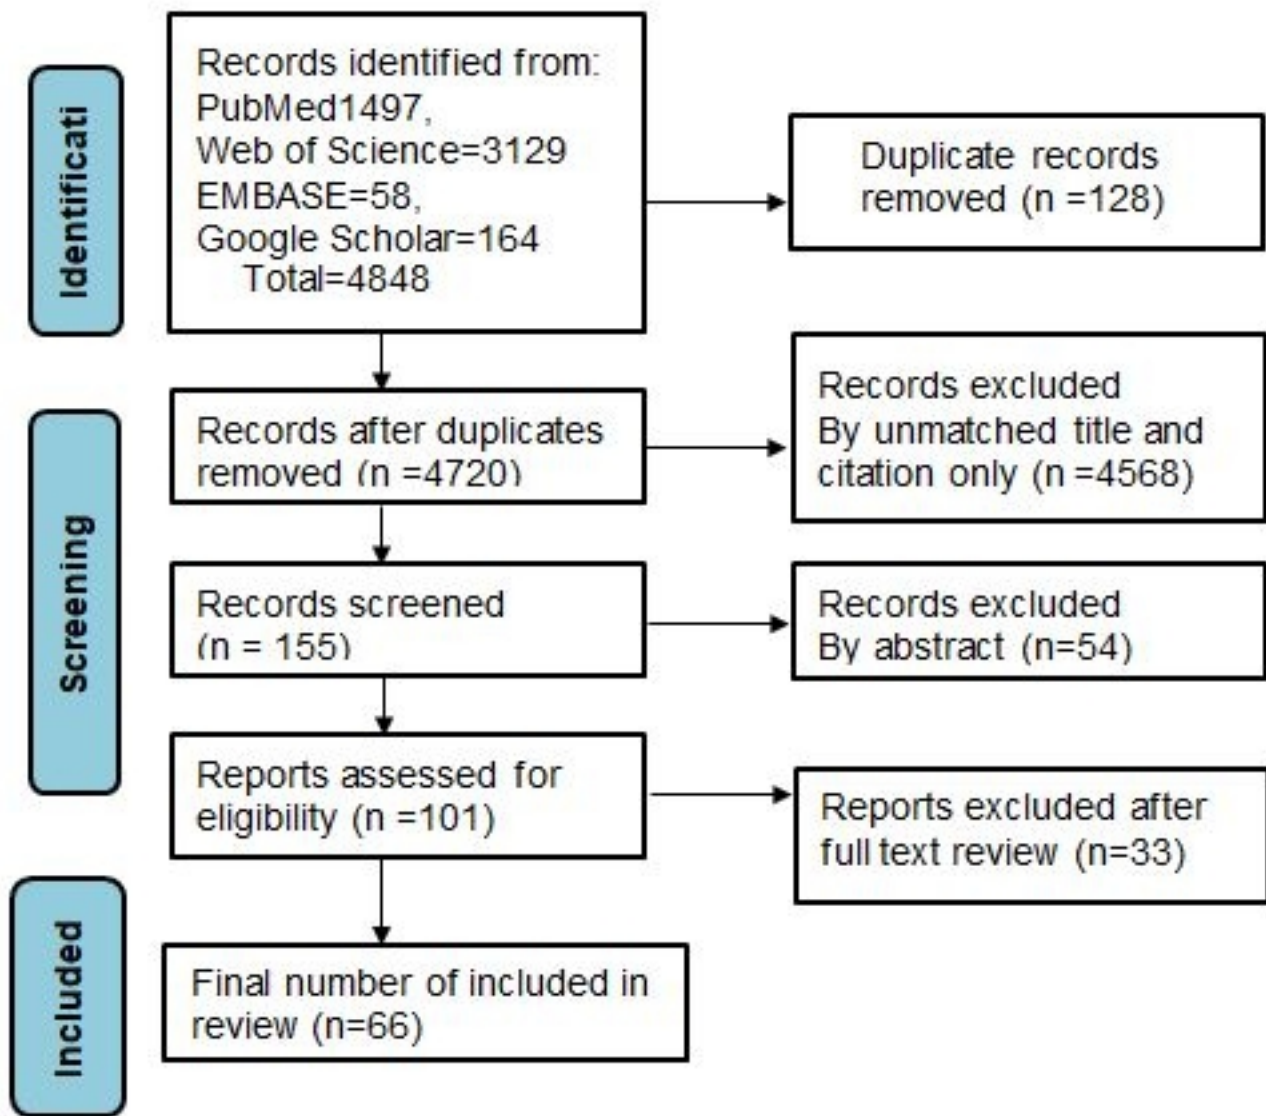 Identificati
Records identified from:
PubMed1497,
Web of Science=3129
EMBASE=58,
Google Scholar=164
Total=4848
Duplicate records
removed (n =128)
Screening
Records after duplicates
removed (n =4720)
Records excluded
By unmatched title and
citation only (n =4568)
Records screened
(n = 155)
Records excluded
By abstract (n=54)
Reports assessed for
eligibility (n =101)
Reports excluded after
full text review (n=33)
Included
Final number of included in
review (n=66)